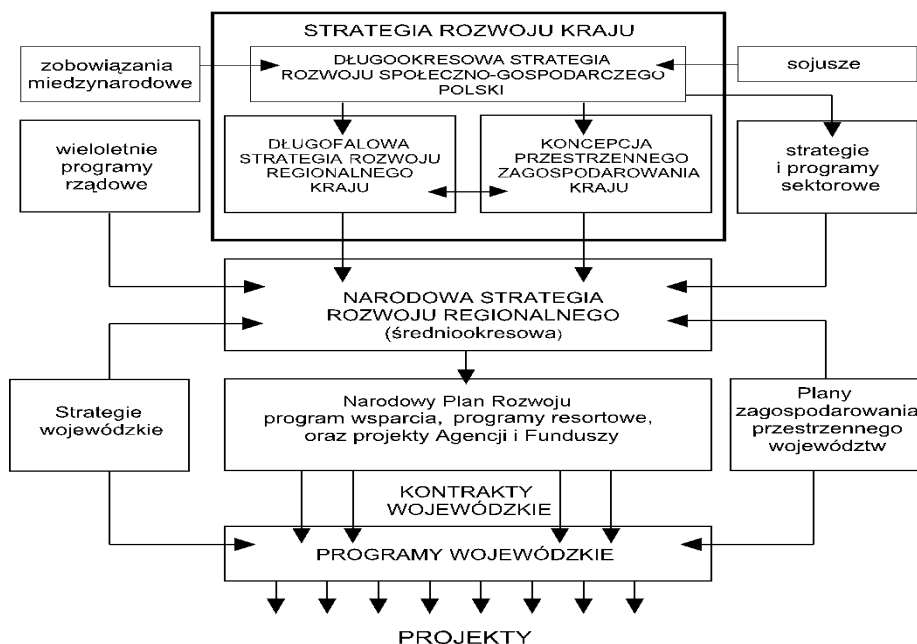 STRATEGIA ROZWOJU KRAJU
zobowiązania
miedzynarodowe
DŁUGOOKRESOWA STRATEGIA
ROZWOJU SPOŁECZNO-GOSPODARCZEGO
POLSKI
sojusze
wieloletnie
programy
rządowe
DŁUGOFALOWA
STRATEGIA ROZWOJU
REGIONALNEGO
KRAJU
KONCEPCJA
PRZESTRZENNEGO
ZAGOSPODAROWANIA
KRAJU
strategie
i programy
sektorowe
NARODOWA STRATEGIA
ROZWOJU REGIONALNEGO
(średniookresowa)
Strategie
wojewódzkie
Narodowy Plan Rozwoju
program wsparcia, programy resortowe,
oraz projekty Agencji i Funduszy
Plany
zagospodarowania
przestrzennego
województw
KONTRAKTY
WOJEWÓDZKIE
PROGRAMY WOJEWÓDZKIE
PROJEKTY